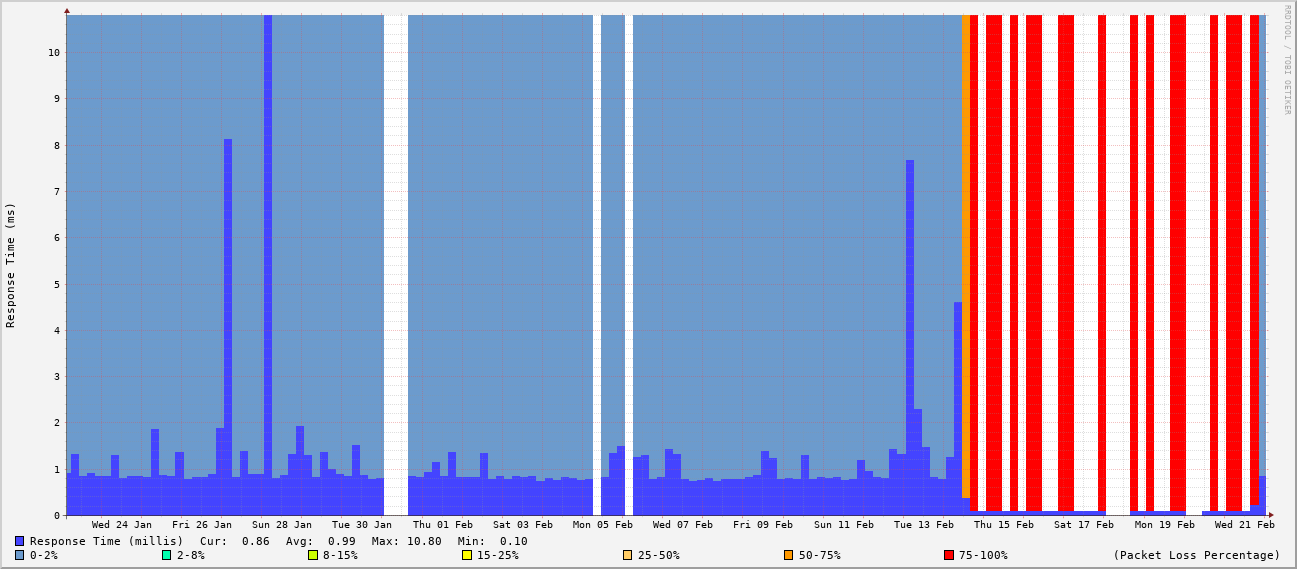 RRDTOOL / TOBI OETIKER
Response Time (ms)
10
9
8
7
6
5
4
3
2
1
0
Wed 24 Jan Fri 26 Jan Sun 28 Jan Tue 30 Jan Thu 01 Feb Sat 03 Feb Mon 05 Feb Wed 07 Feb Fri 09 Feb Sun 11 Feb Tue 13 Feb Thu 15 Feb Sat 17 Feb Mon 19 Feb Wed 21 Feb
Response Time (millis) Cur: 0.86 Avg: 0.99 Max: 10.80 Min: 0.10
0-2% 2-8% 8-15% 15-25% 25-50% 50-75% 75-100% (Packet Loss Percentage)